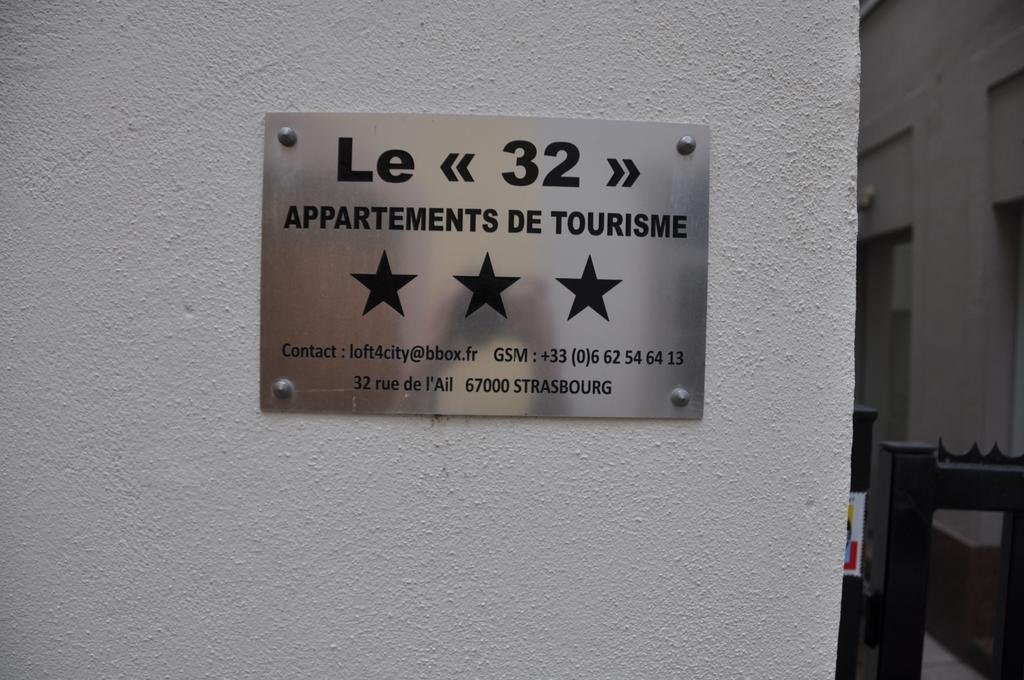 Le « 32 »
APPARTEMENTS DE TOURISME
Contact : loft4city@bbox.fr GSM : +33 (0)6 62 54 64 13
32 rue de l'Ail 67000 STRASBOURG